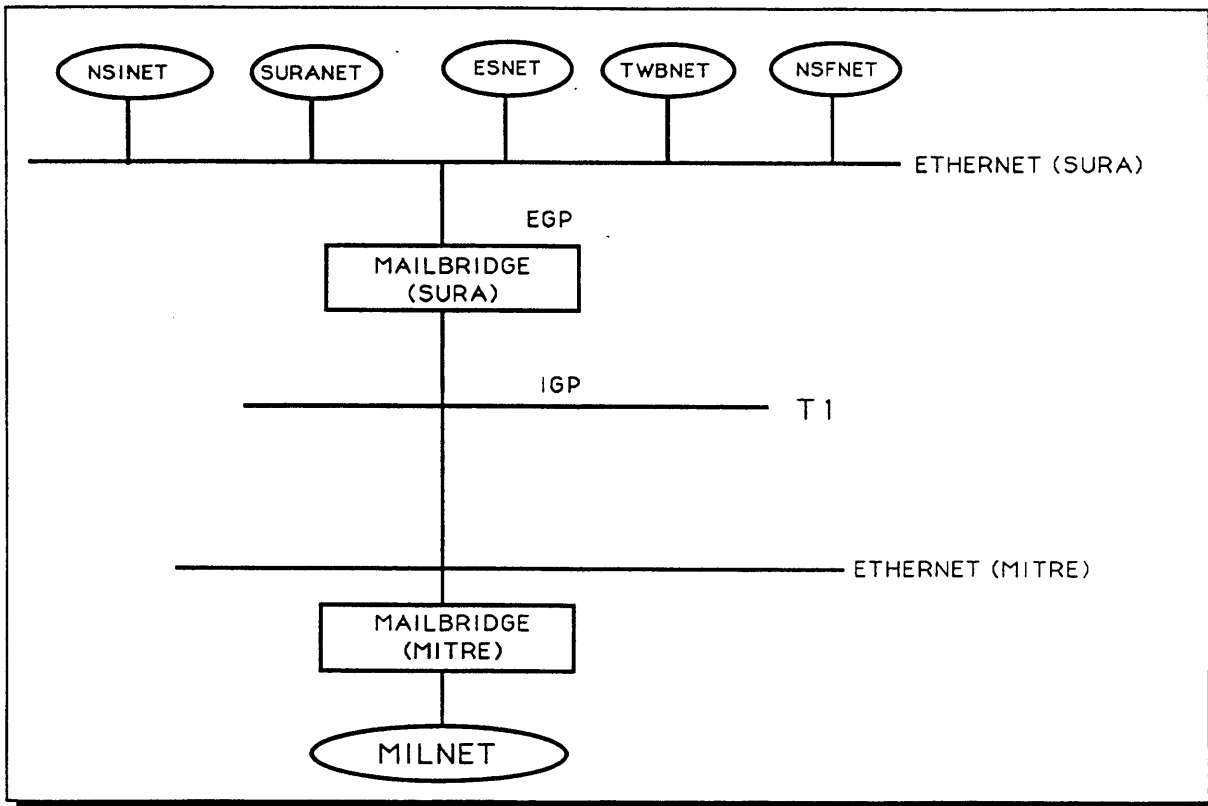 NSINET
SURANET
ESNET
TWBNET
NSFNET
ETHERNET (SURA)
EGP
MAILBRIDGE
(SURA)
IGP
T1
ETHERNET (MITRE)
MAILBRIDGE
(MITRE)
MILNET